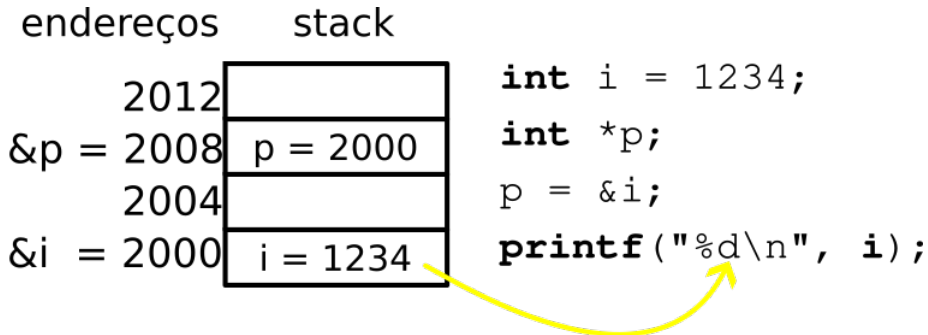 endereços stack
2012
&p = 2008 p = 2000
2004
&i = 2000 i = 1234
int i = 1234;
int *p;
p = &i;
printf("%d\n", i);